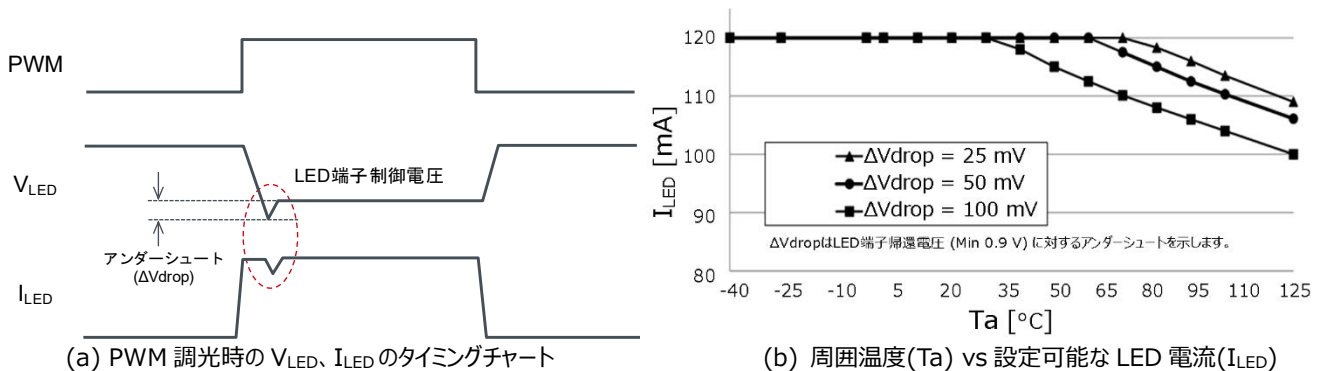 PWM
VLED
LED端子制御電圧
アンダーシュート
(ΔVdrop)
ILED
(a) PWM 調光時の VLED、ILED のタイミングチャート
120
110
100
90
80
ILED [mA]
ΔVdrop = 25 mV
ΔVdrop = 50 mV
ΔVdrop = 100 mV
ΔVdropはLED端子帰還電圧 (Min 0.9 V) に対するアンダーシュートを示します。
-40 -25 -10 5 20 35 50 65 80 95 110 125
Ta [°C]
(b) 周囲温度(Ta) vs 設定可能な LED 電流(ILED)